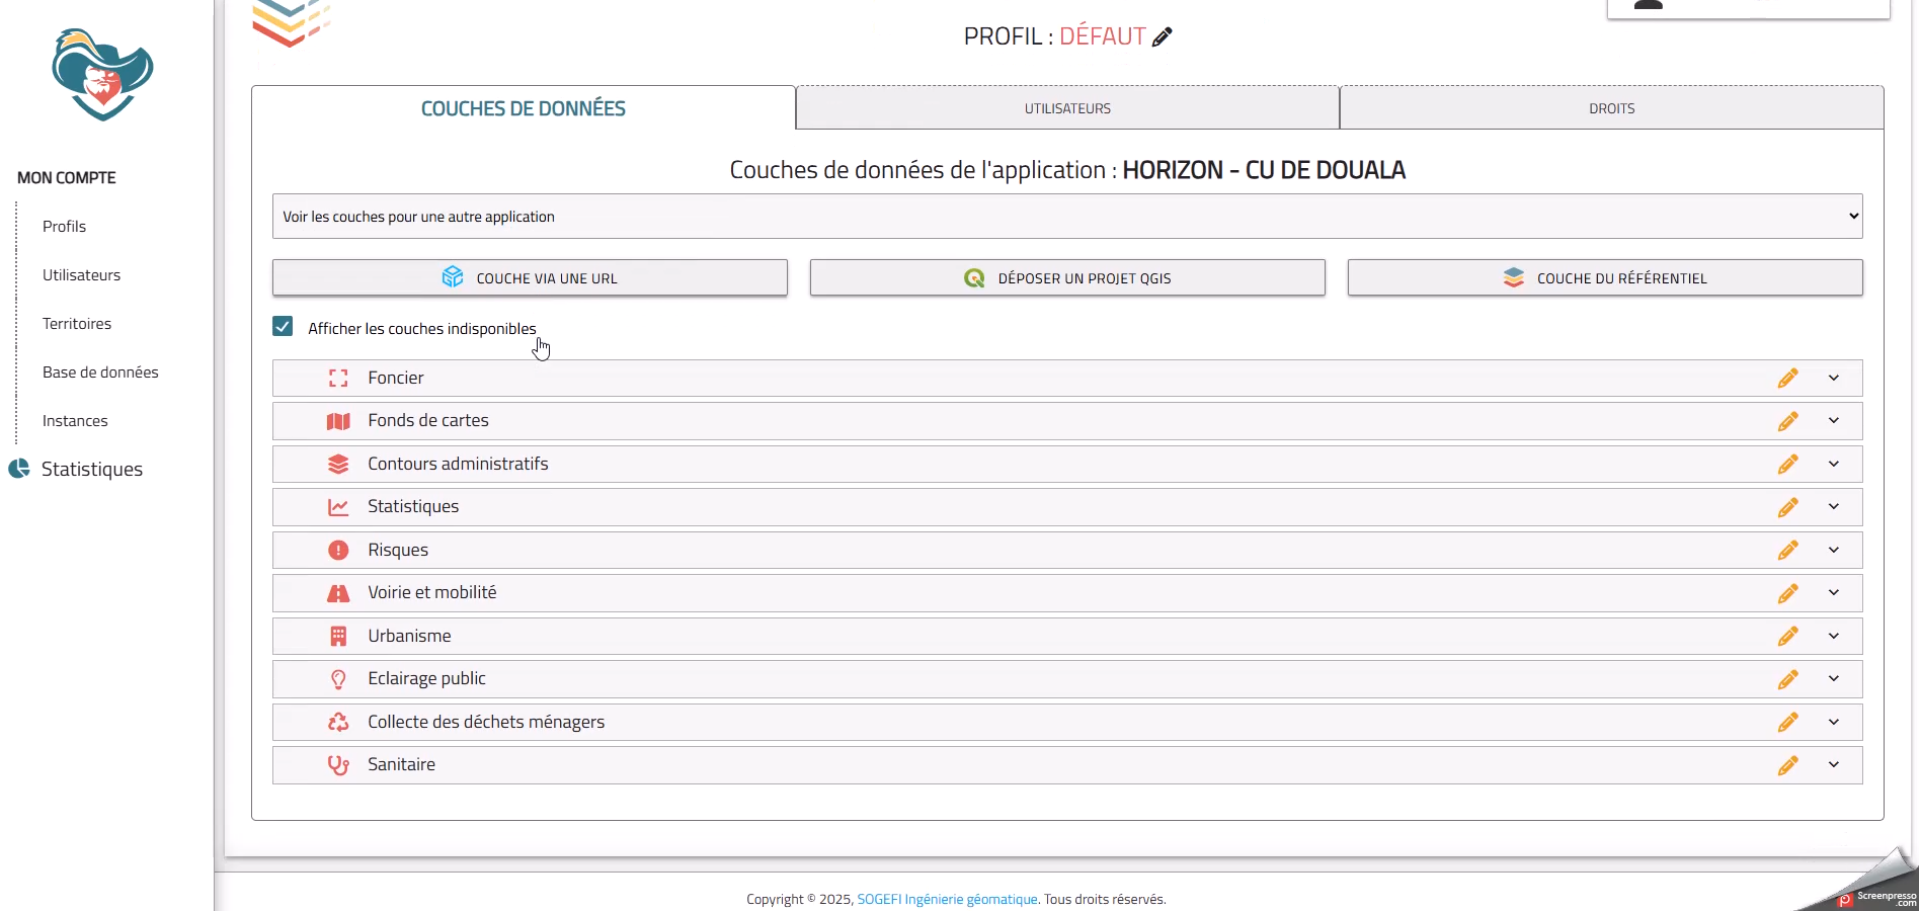 PROFIL : DÉFAUT
MON COMPTE
Profils
Utilisateurs
Territoires
Base de données
Instances
Statistiques
COUCHES DE DONNÉES
UTILISATEURS
DROITS
Couches de données de l'application : HORIZON - CU DE DOUALA
Voir les couches pour une autre application
COUCHE VIA UNE URL
DÉPOSER UN PROJET QGIS
COUCHE DU RÉFÉRENTIEL
Afficher les couches indisponibles
Foncier
Fonds de cartes
Contours administratifs
Statistiques
Risques
Voirie et mobilité
Urbanisme
Eclairage public
Collecte des déchets ménagers
Sanitaire
Copyright © 2025, SOGEFI Ingénierie géomatique. Tous droits réservés.
Screenpresso
.com